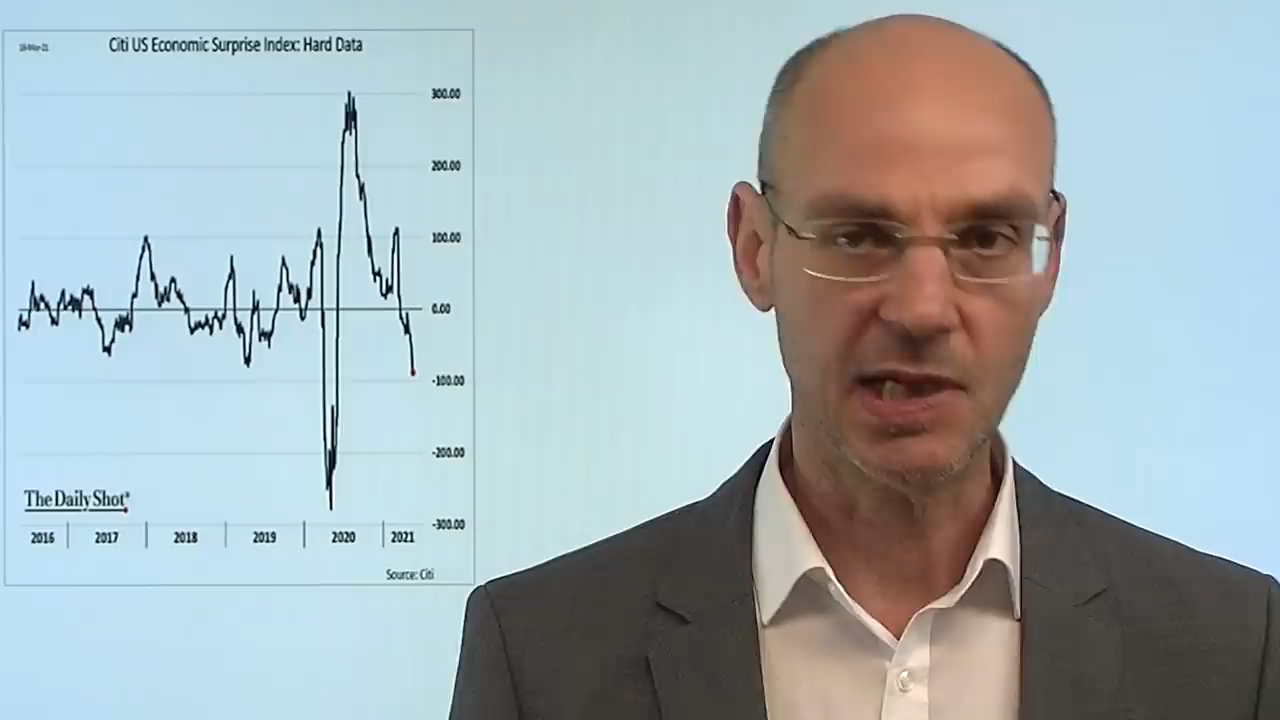 18-May-21
Citi US Economic Surprise Index: Hard Data
300.00
200.00
100.00
0.00
-100.00
-200.00
-300.00
The Daily Shot®
2016 2017 2018 2019 2020 2021
Source: Citi